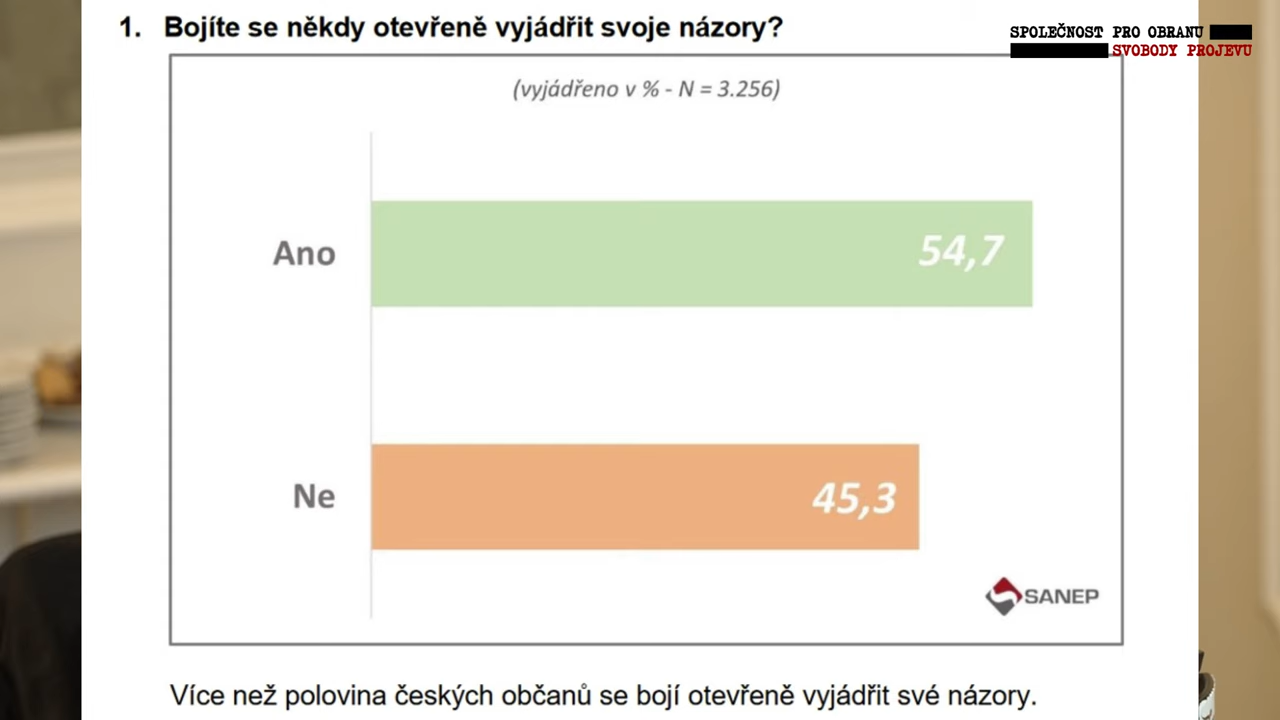 1. Bojíte se někdy otevřeně vyjádřit svoje názory?
SPOLEČNOST PRO OBRANU
SVOBODY PROJEVU
(vyjádřeno v % - N = 3.256)
Ano
54,7
Ne
45,3
SANEP
Více než polovina českých občanů se bojí otevřeně vyjádřit své názory.